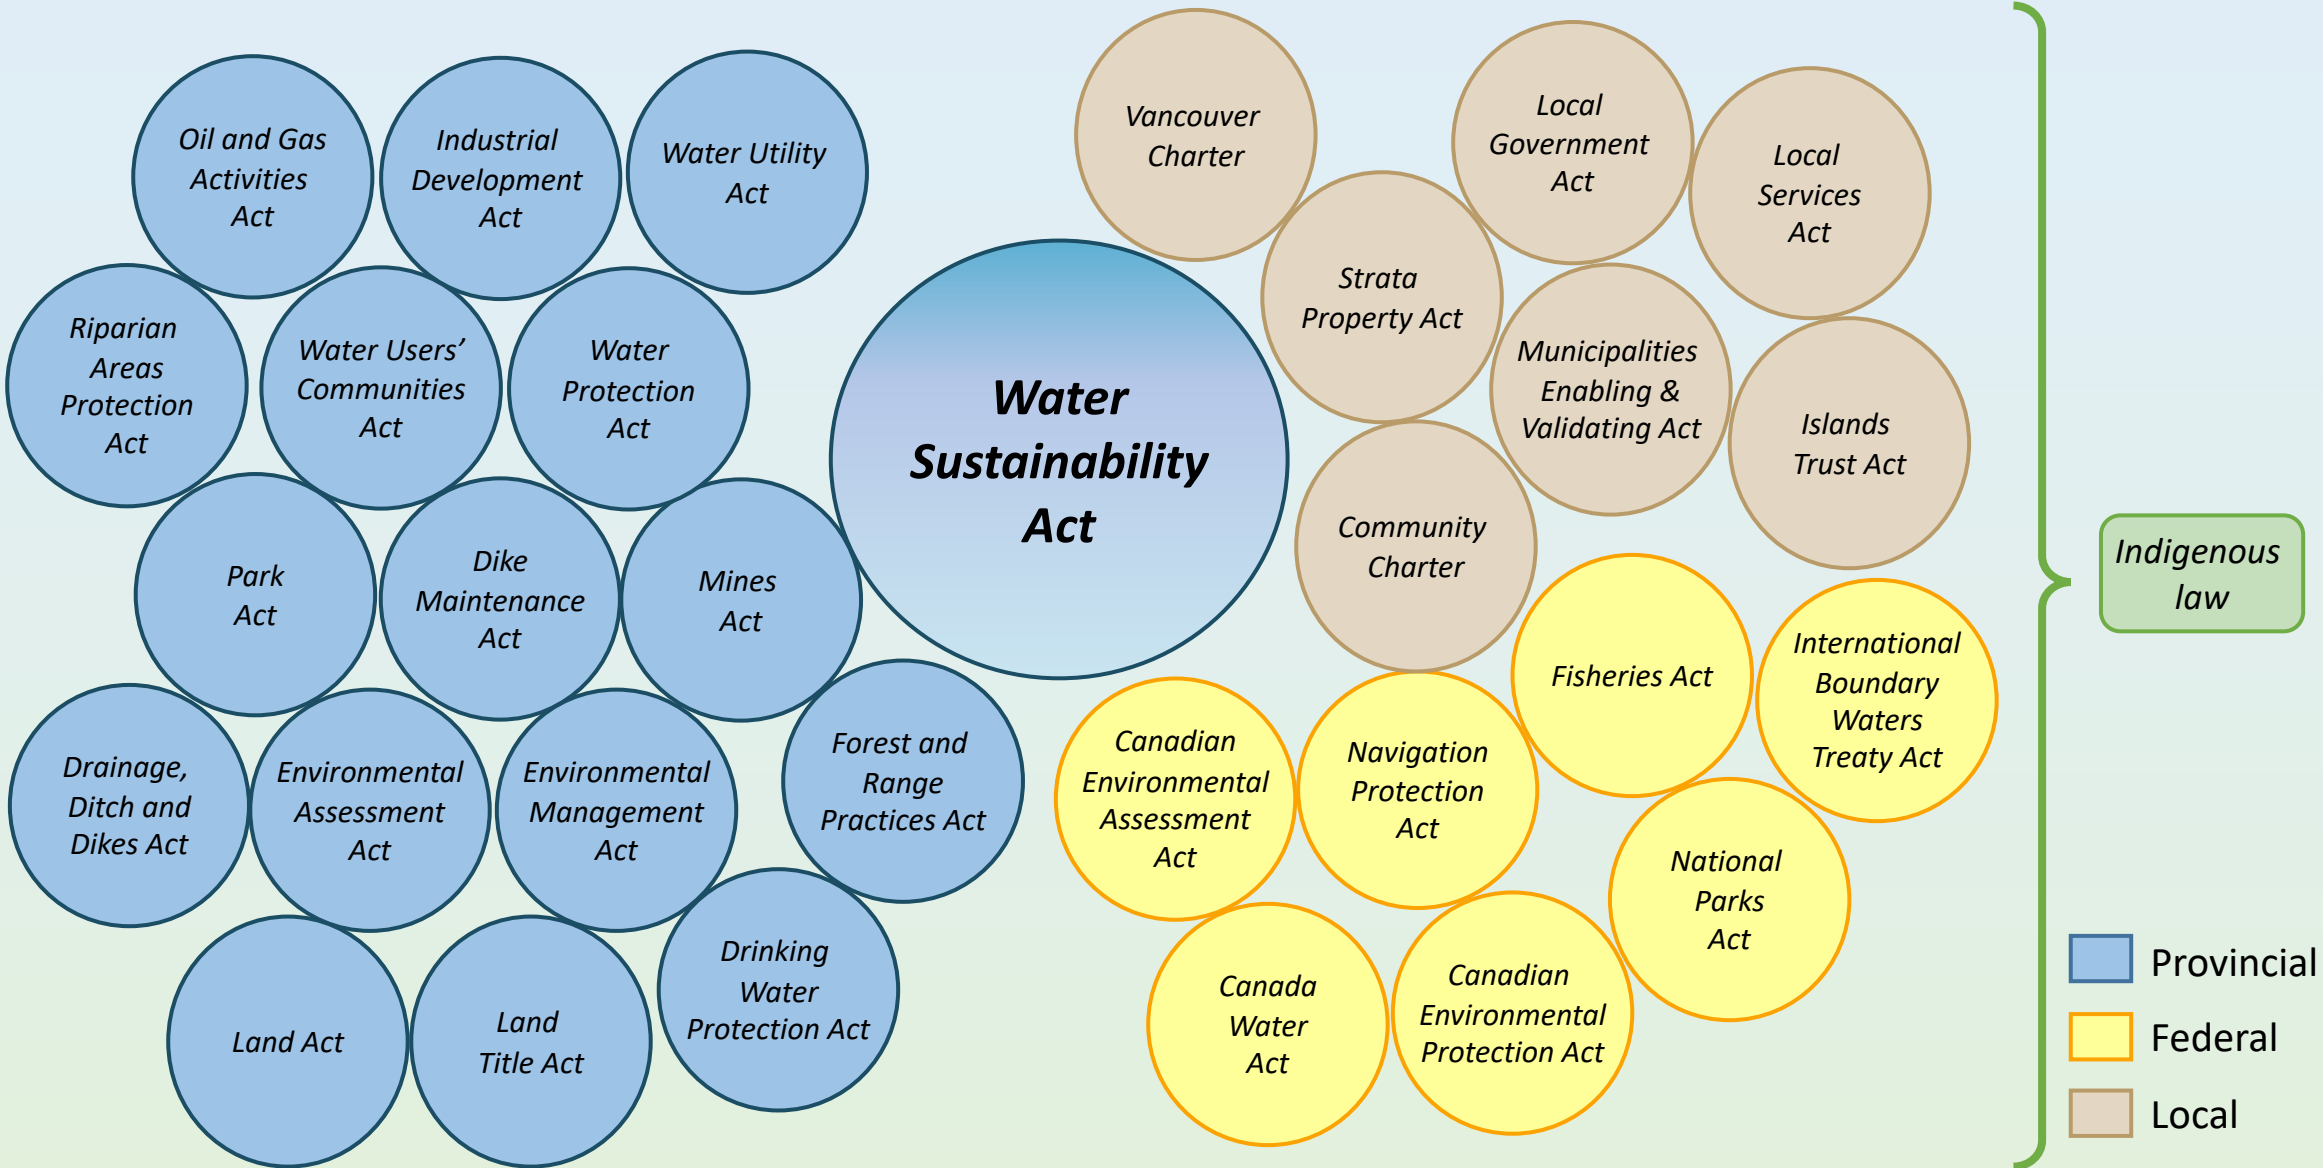 Oil and Gas
Activities
Act
Industrial
Development
Act
Water Utility
Act
Riparian
Areas
Protection
Act
Water Users’
Communities
Act
Water
Protection
Act
Park
Act
Dike
Maintenance
Act
Mines
Act
Drainage,
Ditch and
Dikes Act
Environmental
Assessment
Act
Environmental
Management
Act
Forest and
Range
Practices Act
Land Act
Land
Title Act
Drinking
Water
Protection Act
Water
Sustainability
Act
Vancouver
Charter
Local
Government
Act
Local
Services
Act
Strata
Property Act
Municipalities
Enabling &
Validating Act
Islands
Trust Act
Community
Charter
Fisheries Act
International
Boundary
Waters
Treaty Act
Canadian
Environmental
Assessment
Act
Navigation
Protection
Act
National
Parks
Act
Canada
Water
Act
Canadian
Environmental
Protection Act
Indigenous
law
Provincial
Federal
Local